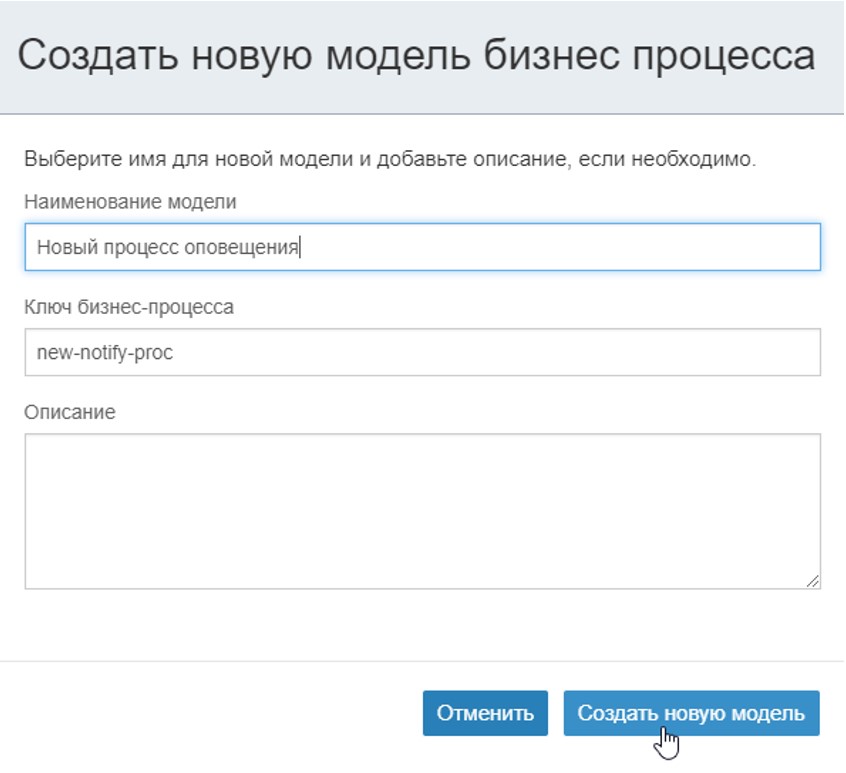 Создать новую модель бизнес процесса
Выберите имя для новой модели и добавьте описание, если необходимо.
Наименование модели
Новый процесс оповещения
Ключ бизнес-процесса
new-notify-proc
Описание
Отменить
Создать новую модель